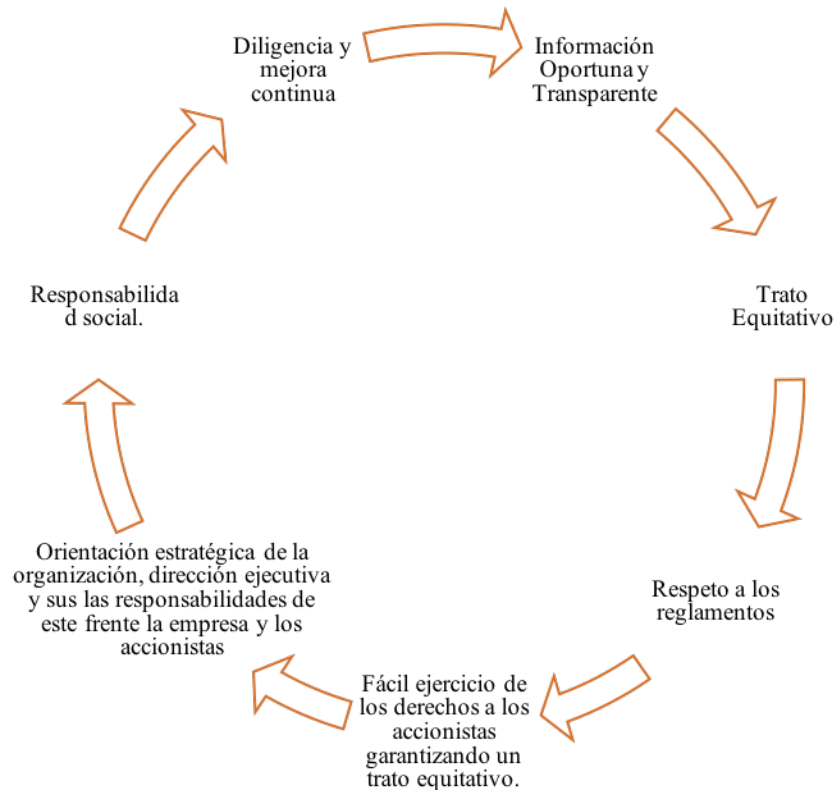 Diligencia y
mejora
continua
Información
Oportuna y
Transparente
Trato
Equitativo
Respeto a los
reglamentos
Fácil ejercicio de
los derechos a los
accionistas
garantizando un
trato equitativo.
Orientación estratégica de la
organización, dirección ejecutiva
y sus las responsabilidades de
este frente la empresa y los
accionistas
Responsabilida
d social.